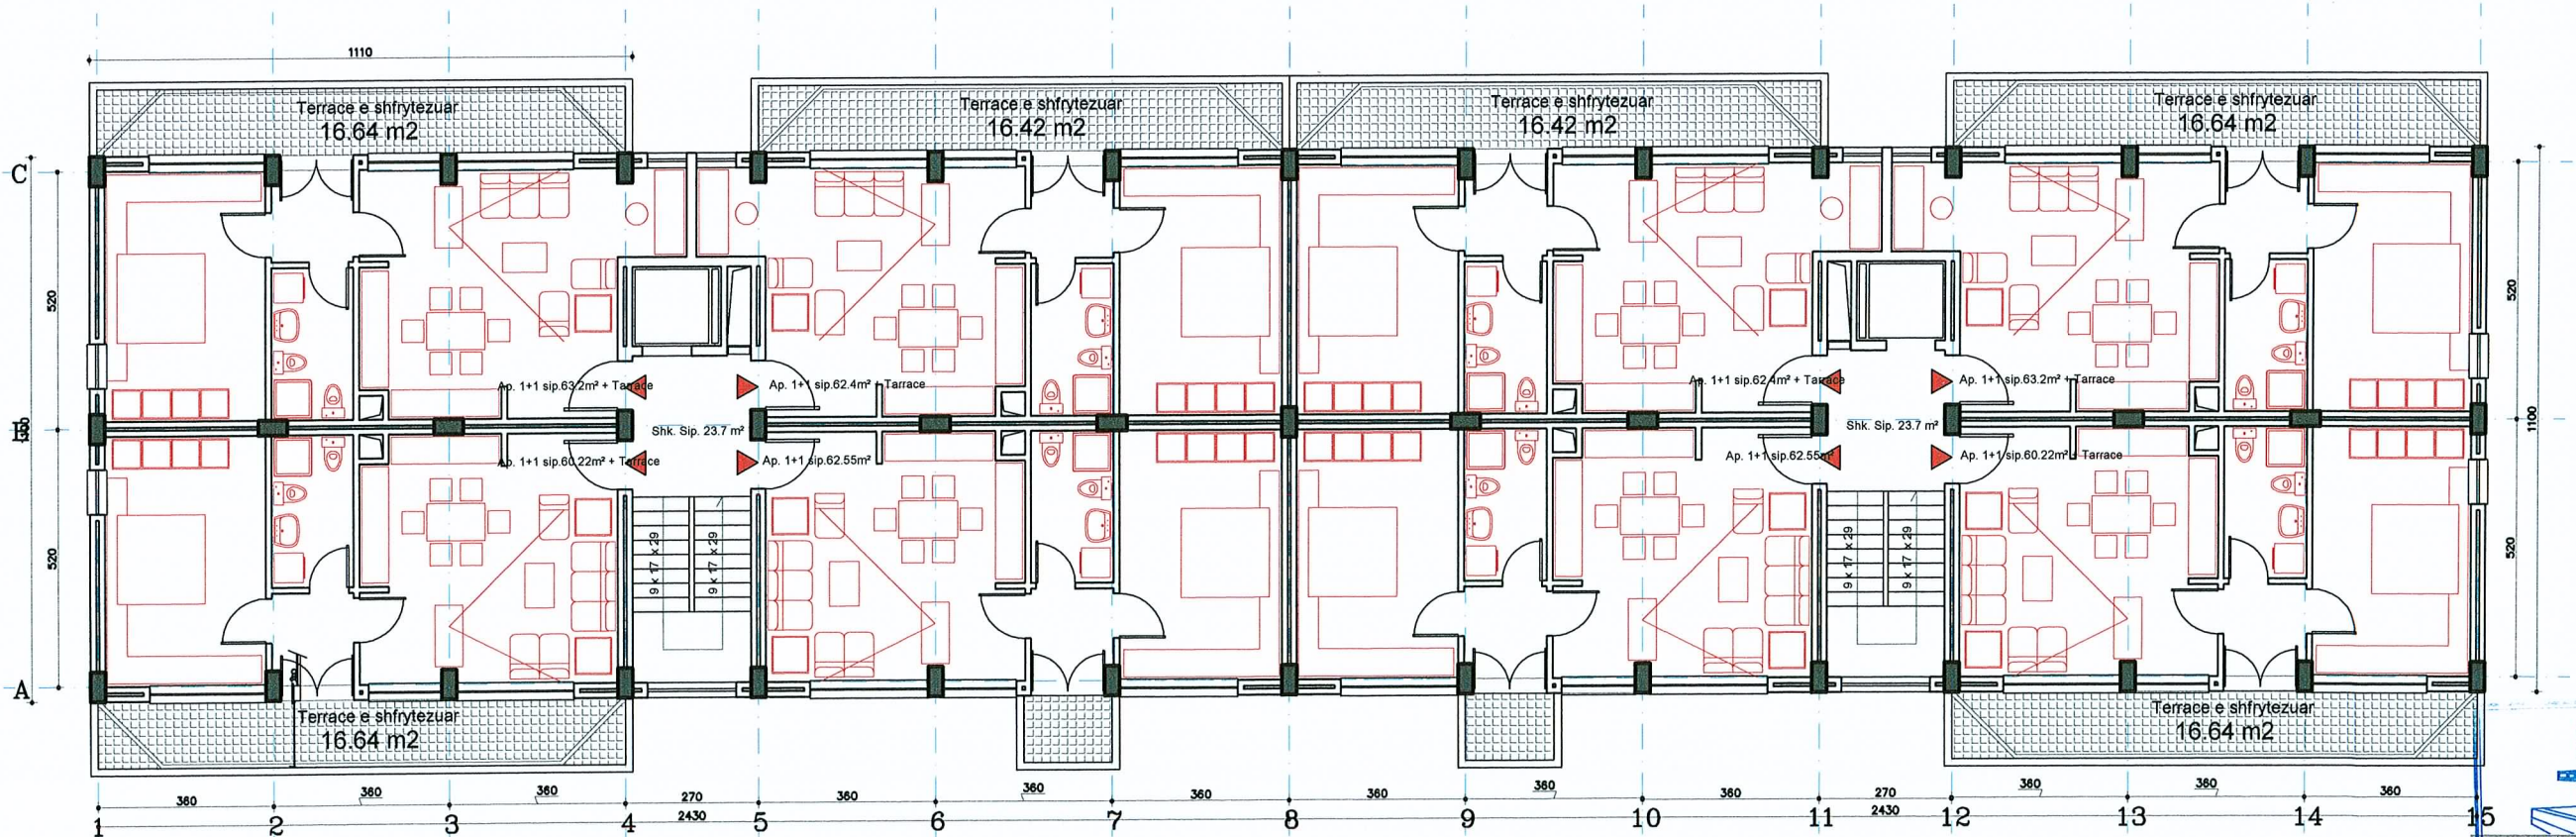 1110
Terrace e shfrytezuar
16.64 m2
Terrace e shfrytezuar
16.42 m2
Terrace e shfrytezuar
16.42 m2
Terrace e shfrytezuar
16.64 m2
C
520
520
Ap. 1+1 sip.63.2m² + Tarrace
Ap. 1+1 sip.62.4m² + Tarrace
Ap. 1+1 sip.62.4m² + Tarrace
Ap. 1+1 sip.63.2m² + Tarrace
B
Shk. Sip. 23.7 m²
Shk. Sip. 23.7 m²
1100
Ap. 1+1 sip.60.22m² + Tarrace
Ap. 1+1 sip.62.55m²
Ap. 1+1 sip.62.55m²
Ap. 1+1 sip.60.22m² + Tarrace
520
9 x 17 x 29
9 x 17 x 29
9 x 17 x 29
9 x 17 x 29
520
A
Terrace e shfrytezuar
16.64 m2
Terrace e shfrytezuar
16.64 m2
360 360 360 270 360 360 360 360 360 360 270 360 360 360
2430 2430
1 2 3 4 5 6 7 8 9 10 11 12 13 14 15